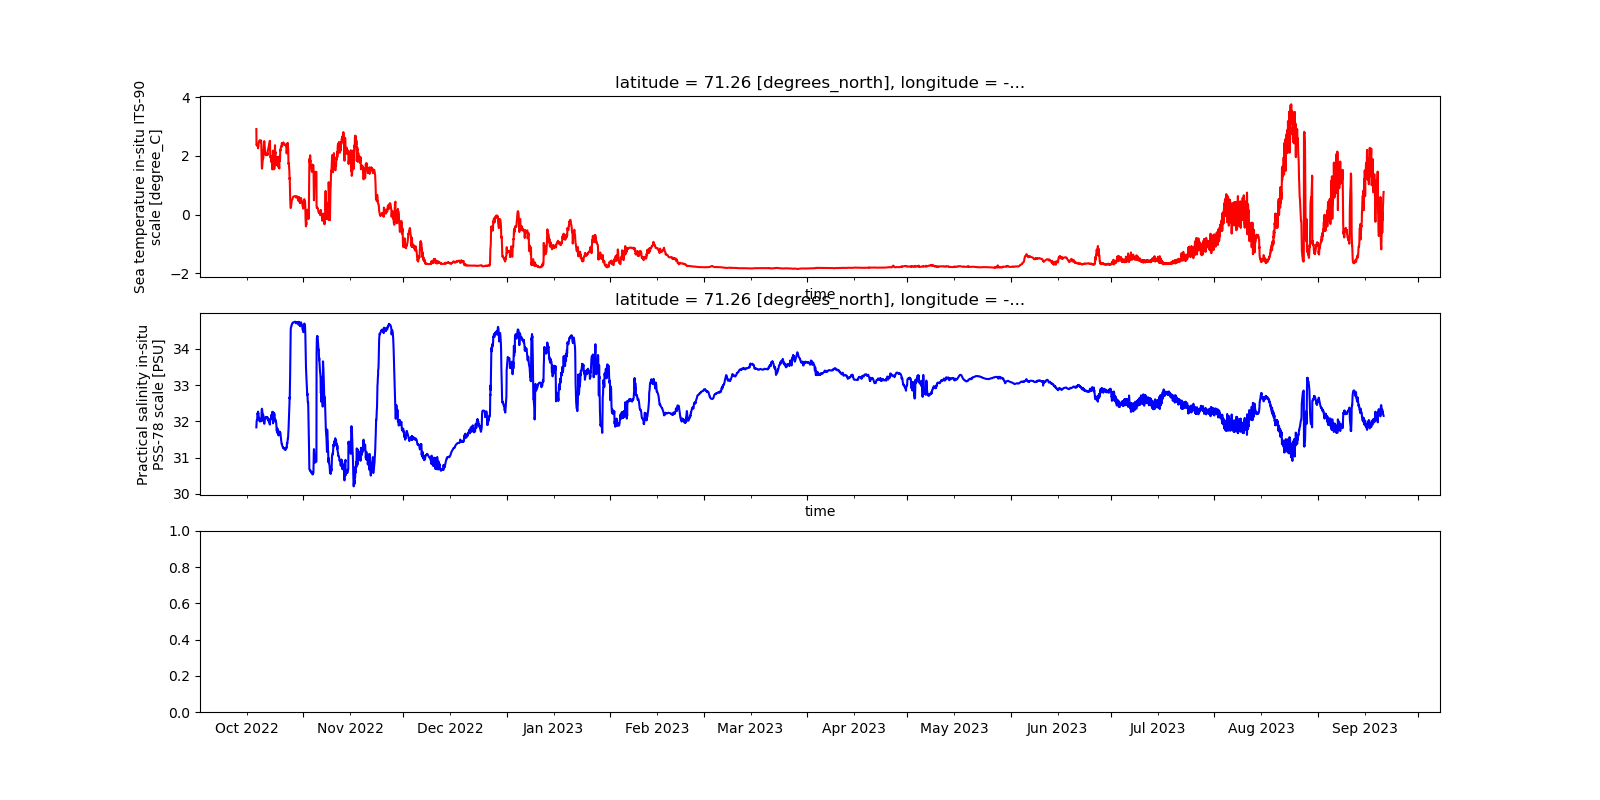 latitude = 71.26 [degrees_north], longitude = -...
Sea temperature in-situ ITS-90
scale [degree_C]
4
2
0
−2
time
latitude = 71.26 [degrees_north], longitude = -...
Practical salinity in-situ
PSS-78 scale [PSU]
34
33
32
31
30
time
1.0
0.8
0.6
0.4
0.2
0.0
Oct 2022 Nov 2022 Dec 2022 Jan 2023 Feb 2023 Mar 2023 Apr 2023 May 2023 Jun 2023 Jul 2023 Aug 2023 Sep 2023